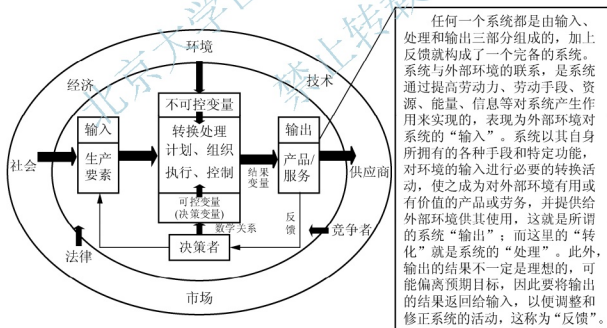 环境
经济
技术
不可控变量
输入
转换处理
输出
计划、组织
社会
生产
要素
执行、控制
产品/
服务
结果
变量
供应商
可控变量
(决策变量)
数学关系
反
馈
竞争者
法律
决策者
市场
任何一个系统都是由输入、
处理和输出三部分组成的，加上
反馈就构成了一个完备的系统。
系统与外部环境的联系，是系统
通过提高劳动力、劳动手段、资
源、能量、信息等对系统产生作
用来实现的，表现为外部环境对
系统的“输入”。系统以其自身
所拥有的各种手段和特定功能，
对环境的输入进行必要的转换活
动，使之成为对外部环境有用或
有价值的产品或劳务，并提供给
外部环境供其使用，这就是所谓
的系统“输出”；而这里的“转
化”就是系统的“处理”。此外，
输出的结果不一定是理想的，可
能偏离预期目标，因此要将输出
的结果返回给输入，以便调整和
修正系统的活动，这称为“反馈”。
北京大学
禁止转载